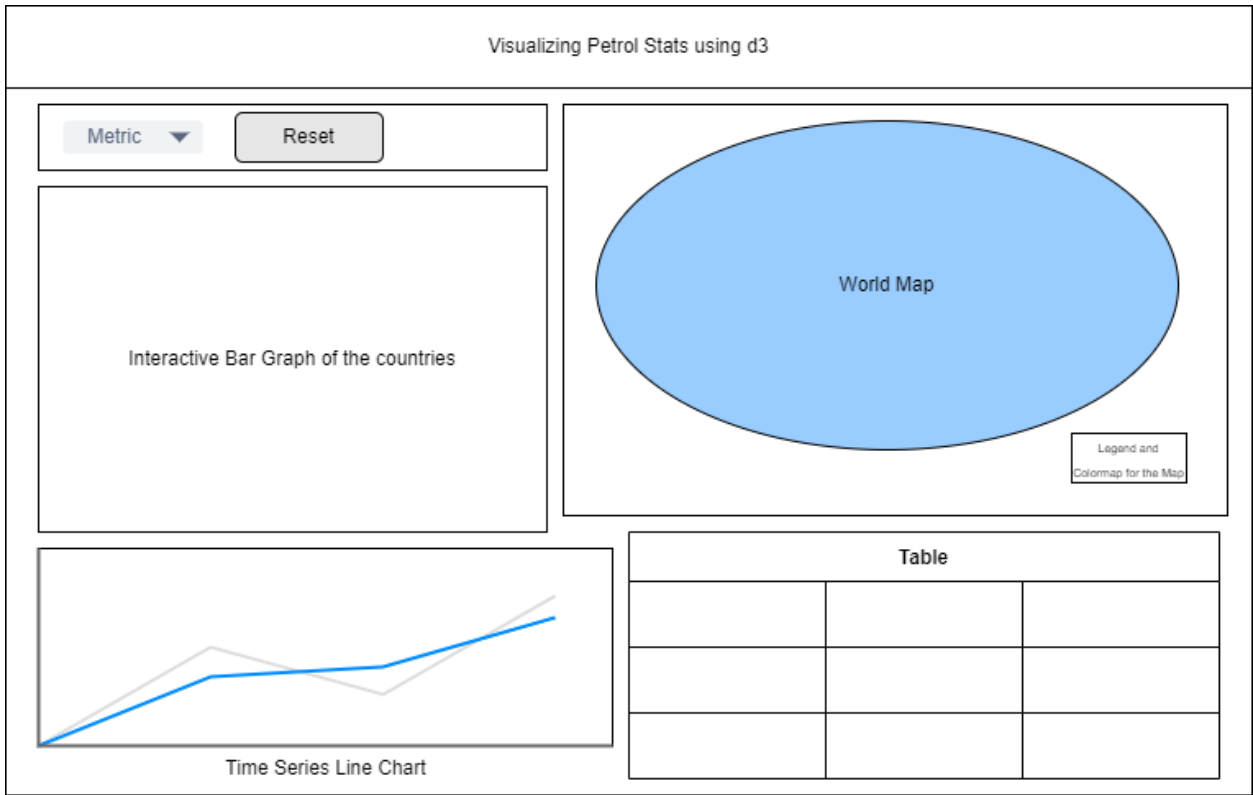 Visualizing Petrol Stats using d3
Metric
Reset
World Map
Interactive Bar Graph of the countries
Legend and
Colormap for the Map
Table
Time Series Line Chart